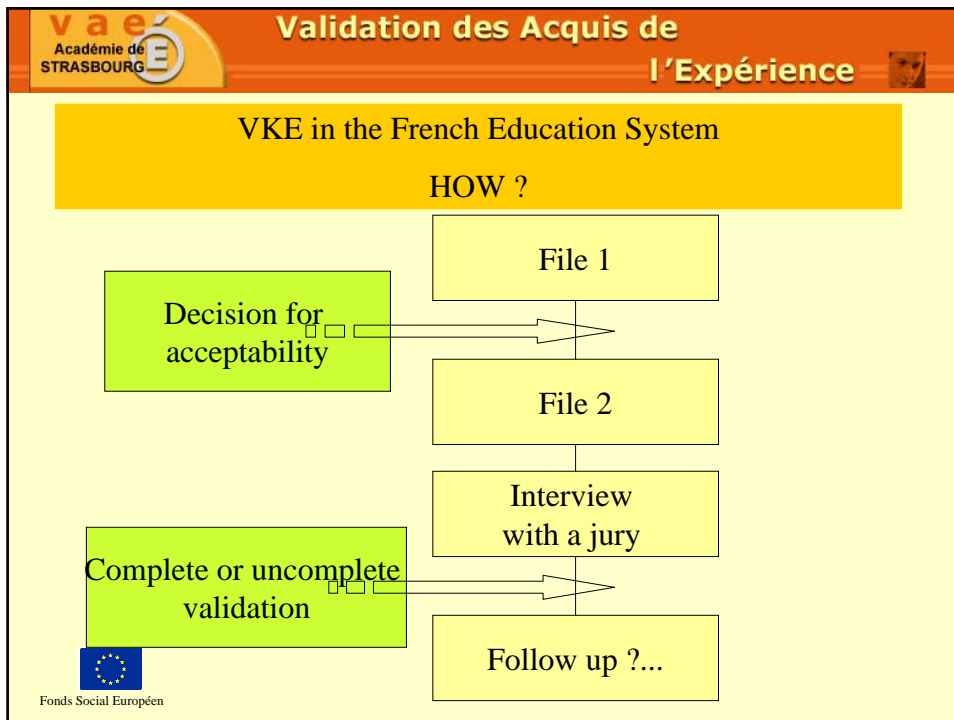 vaé
Académie de
STRASBOURG
É
Validation des Acquis de
l'Expérience
VKE in the French Education System
HOW ?
File 1
Decision for
acceptability
File 2
Interview
with a jury
Complete or uncomplete
validation
Follow up ?...
Fonds Social Européen